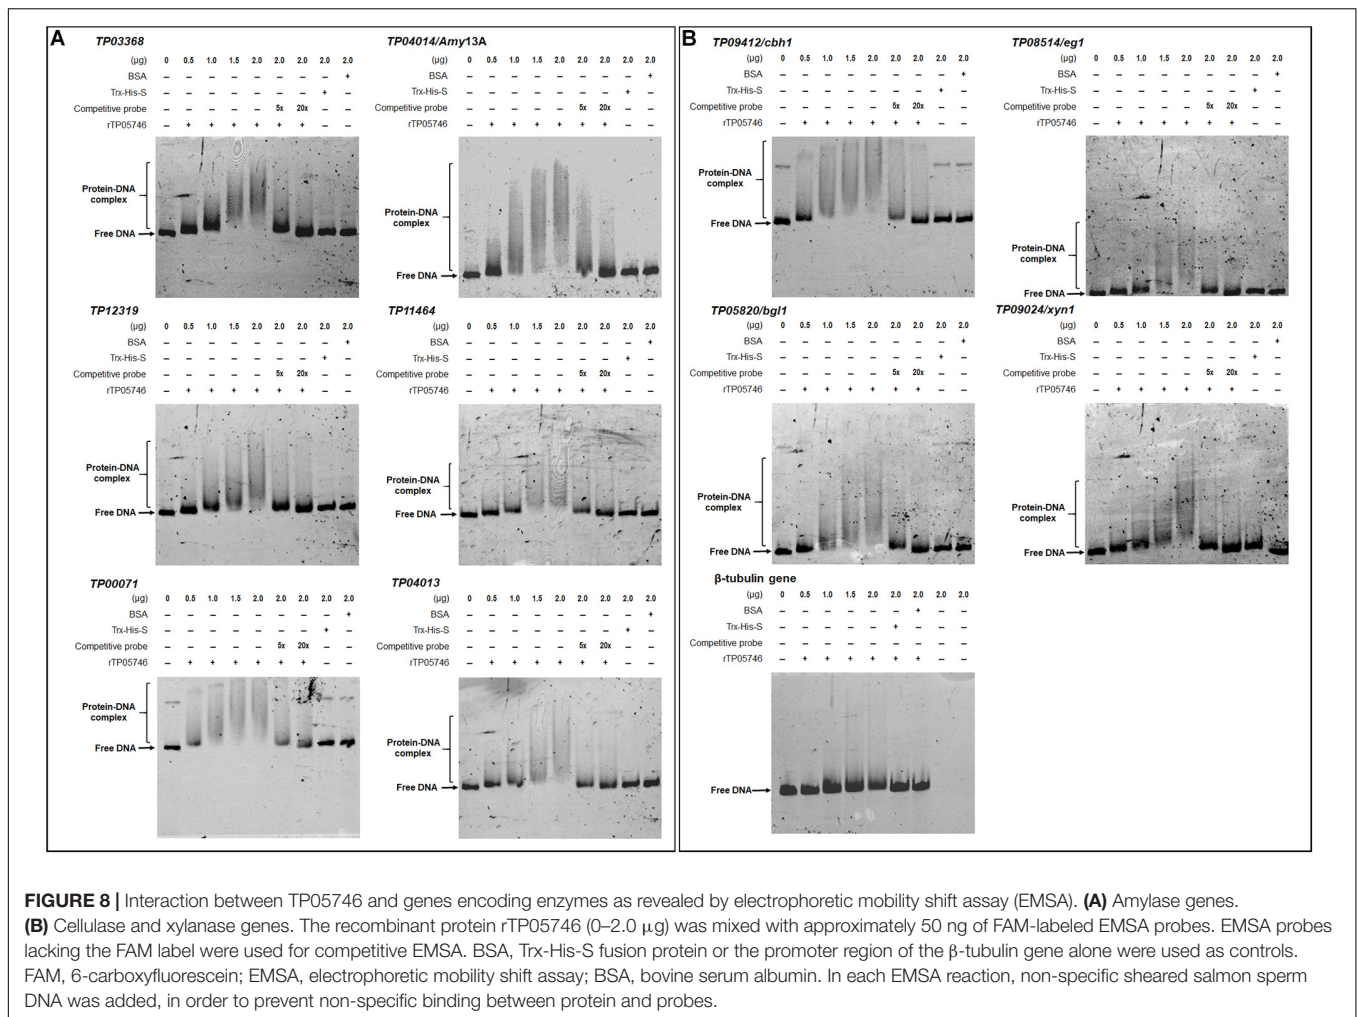 A
TP03368
(µg) 0 0.5 1.0 1.5 2.0 2.0 2.0 2.0 2.0
BSA – – – – – – – – +
Trx-His-S – – – – – – – + –
Competitive probe – – – – – 5x 20x – –
rTP05746 – + + + + + + – –
Protein-DNA
complex
Free DNA
TP04014/Amy13A
(µg) 0 0.5 1.0 1.5 2.0 2.0 2.0 2.0 2.0
BSA – – – – – – – – +
Trx-His-S – – – – – – – + –
Competitive probe – – – – – 5x 20x – –
rTP05746 – + + + + + + – –
Protein-DNA
complex
Free DNA
TP12319
(µg) 0 0.5 1.0 1.5 2.0 2.0 2.0 2.0 2.0
BSA – – – – – – – – +
Trx-His-S – – – – – – – + –
Competitive probe – – – – – 5x 20x – –
rTP05746 – + + + + + + – –
Protein-DNA
complex
Free DNA
TP11464
(µg) 0 0.5 1.0 1.5 2.0 2.0 2.0 2.0 2.0
BSA – – – – – – – – +
Trx-His-S – – – – – – – + –
Competitive probe – – – – – 5x 20x – –
rTP05746 – + + + + + + – –
Protein-DNA
complex
Free DNA
TP00071
(µg) 0 0.5 1.0 1.5 2.0 2.0 2.0 2.0 2.0
BSA – – – – – – – – +
Trx-His-S – – – – – – – + –
Competitive probe – – – – – 5x 20x – –
rTP05746 – + + + + + + – –
Protein-DNA
complex
Free DNA
TP04013
(µg) 0 0.5 1.0 1.5 2.0 2.0 2.0 2.0 2.0
BSA – – – – – – – – +
Trx-His-S – – – – – – – + –
Competitive probe – – – – – 5x 20x – –
rTP05746 – + + + + + + – –
Protein-DNA
complex
Free DNA
B
TP09412/cbh1
(µg) 0 0.5 1.0 1.5 2.0 2.0 2.0 2.0 2.0
BSA – – – – – – – – +
Trx-His-S – – – – – – – + –
Competitive probe – – – – – 5x 20x – –
rTP05746 – + + + + + + – –
Protein-DNA
complex
Free DNA
TP08514/eg1
(µg) 0 0.5 1.0 1.5 2.0 2.0 2.0 2.0 2.0
BSA – – – – – – – – +
Trx-His-S – – – – – – – + –
Competitive probe – – – – – 5x 20x – –
rTP05746 – + + + + + + – –
Protein-DNA
complex
Free DNA
TP05820/bgl1
(µg) 0 0.5 1.0 1.5 2.0 2.0 2.0 2.0 2.0
BSA – – – – – – – – +
Trx-His-S – – – – – – – + –
Competitive probe – – – – – 5x 20x – –
rTP05746 – + + + + + + – –
Protein-DNA
complex
Free DNA
TP09024/xyn1
(µg) 0 0.5 1.0 1.5 2.0 2.0 2.0 2.0 2.0
BSA – – – – – – – – +
Trx-His-S – – – – – – – + –
Competitive probe – – – – – 5x 20x – –
rTP05746 – + + + + + + – –
Protein-DNA
complex
Free DNA
β-tubulin gene
(µg) 0 0.5 1.0 1.5 2.0 2.0 2.0 2.0 2.0
BSA – – – – – – + – –
Trx-His-S – – – – – + – – –
Competitive probe – – – – – – – – –
rTP05746 – + + + + + + – –
Free DNA
FIGURE 8 | Interaction between TP05746 and genes encoding enzymes as revealed by electrophoretic mobility shift assay (EMSA). (A) Amylase genes.
(B) Cellulase and xylanase genes. The recombinant protein rTP05746 (0–2.0 µg) was mixed with approximately 50 ng of FAM-labeled EMSA probes. EMSA probes
lacking the FAM label were used for competitive EMSA. BSA, Trx-His-S fusion protein or the promoter region of the β-tubulin gene alone were used as controls.
FAM, 6-carboxyfluorescein; EMSA, electrophoretic mobility shift assay; BSA, bovine serum albumin. In each EMSA reaction, non-specific sheared salmon sperm
DNA was added, in order to prevent non-specific binding between protein and probes.